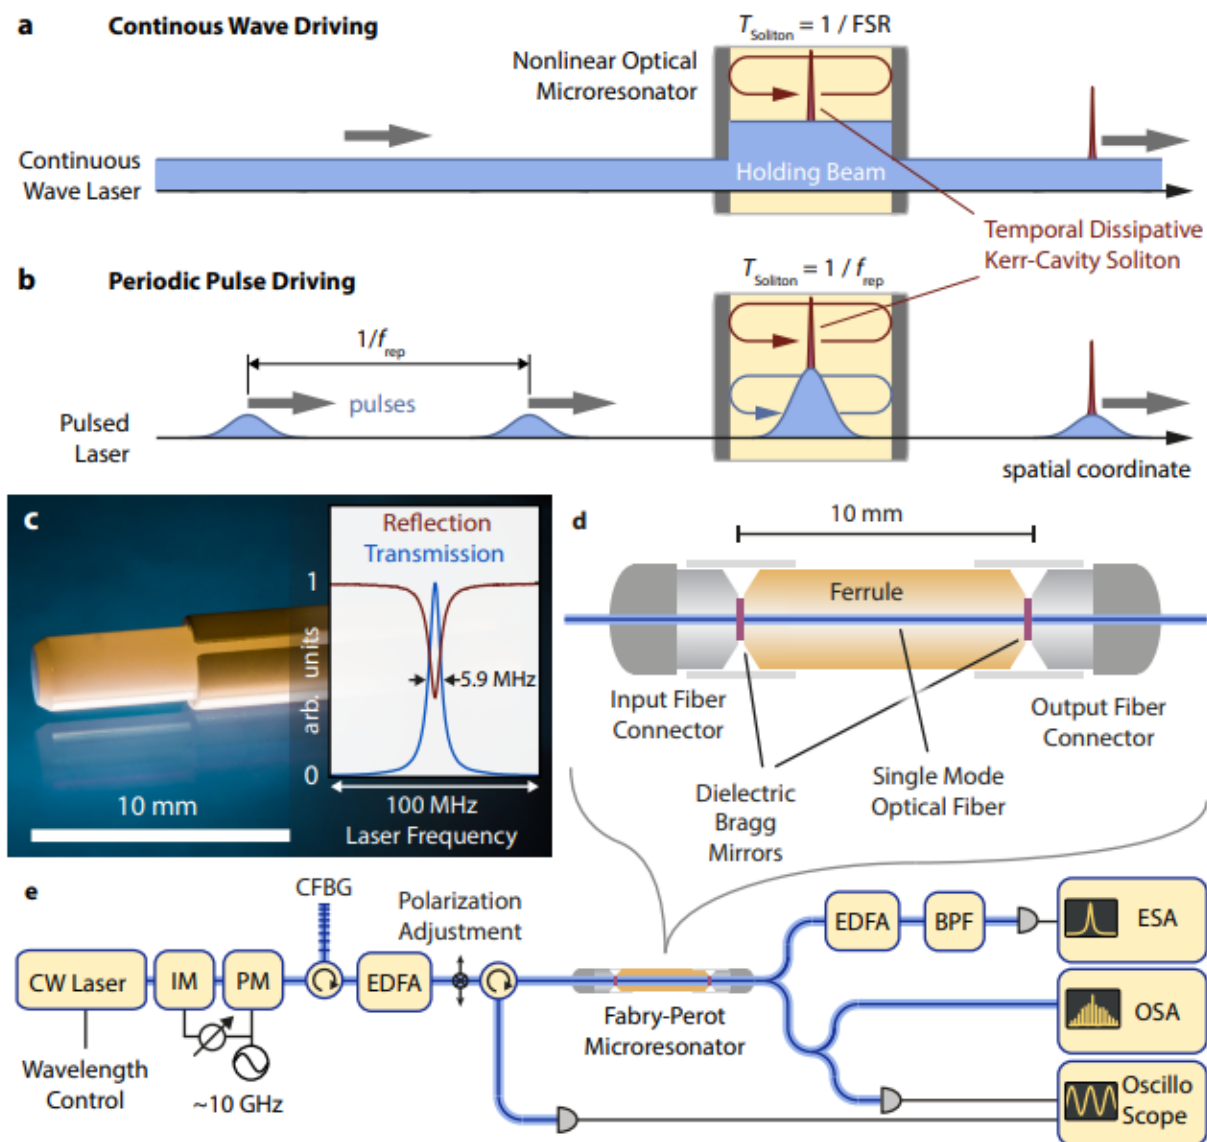 a Continous Wave Driving
T_Soliton = 1 / FSR
Nonlinear Optical
Microresonator
Continuous
Wave Laser
Holding Beam
Temporal Dissipative
Kerr-Cavity Soliton
b Periodic Pulse Driving
T_Soliton = 1 / f_rep
1/f_rep
pulses
Pulsed
Laser
spatial coordinate
c
Reflection
Transmission
1
arb. units
5.9 MHz
0
100 MHz
Laser Frequency
10 mm
d
10 mm
Ferrule
Input Fiber
Connector
Output Fiber
Connector
Dielectric
Bragg
Mirrors
Single Mode
Optical Fiber
e
CFBG
Polarization
Adjustment
CW Laser
IM
PM
EDFA
Wavelength
Control
~10 GHz
Fabry-Perot
Microresonator
EDFA
BPF
ESA
OSA
Oscillo
Scope